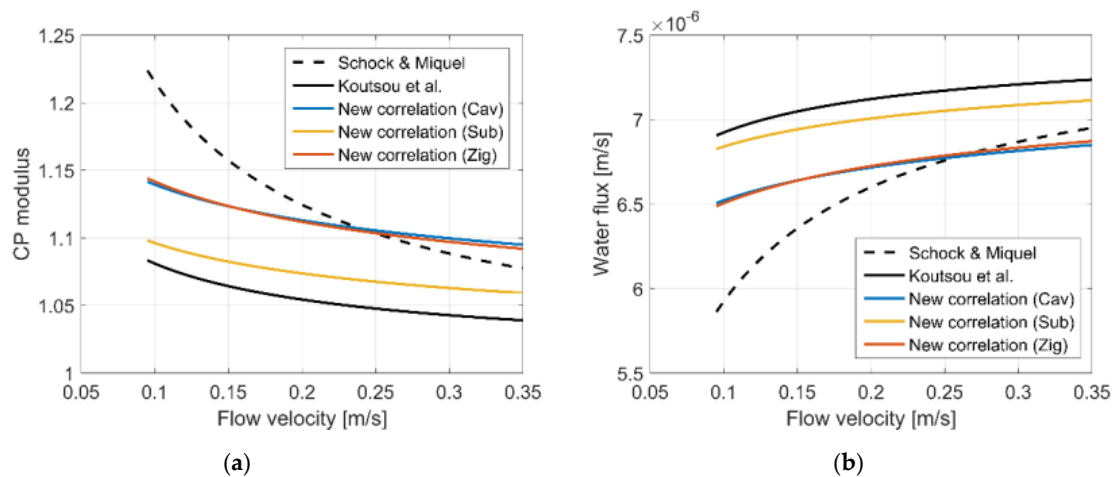 1.25
1.2
1.15
1.1
1.05
1
0.05 0.1 0.15 0.2 0.25 0.3 0.35
CP modulus
Flow velocity [m/s]
Schock & Miquel
Koutsou et al.
New correlation (Cav)
New correlation (Sub)
New correlation (Zig)
(a)
×10-6
7.5
7
6.5
6
5.5
0.05 0.1 0.15 0.2 0.25 0.3 0.35
Water flux [m/s]
Flow velocity [m/s]
Schock & Miquel
Koutsou et al.
New correlation (Cav)
New correlation (Sub)
New correlation (Zig)
(b)